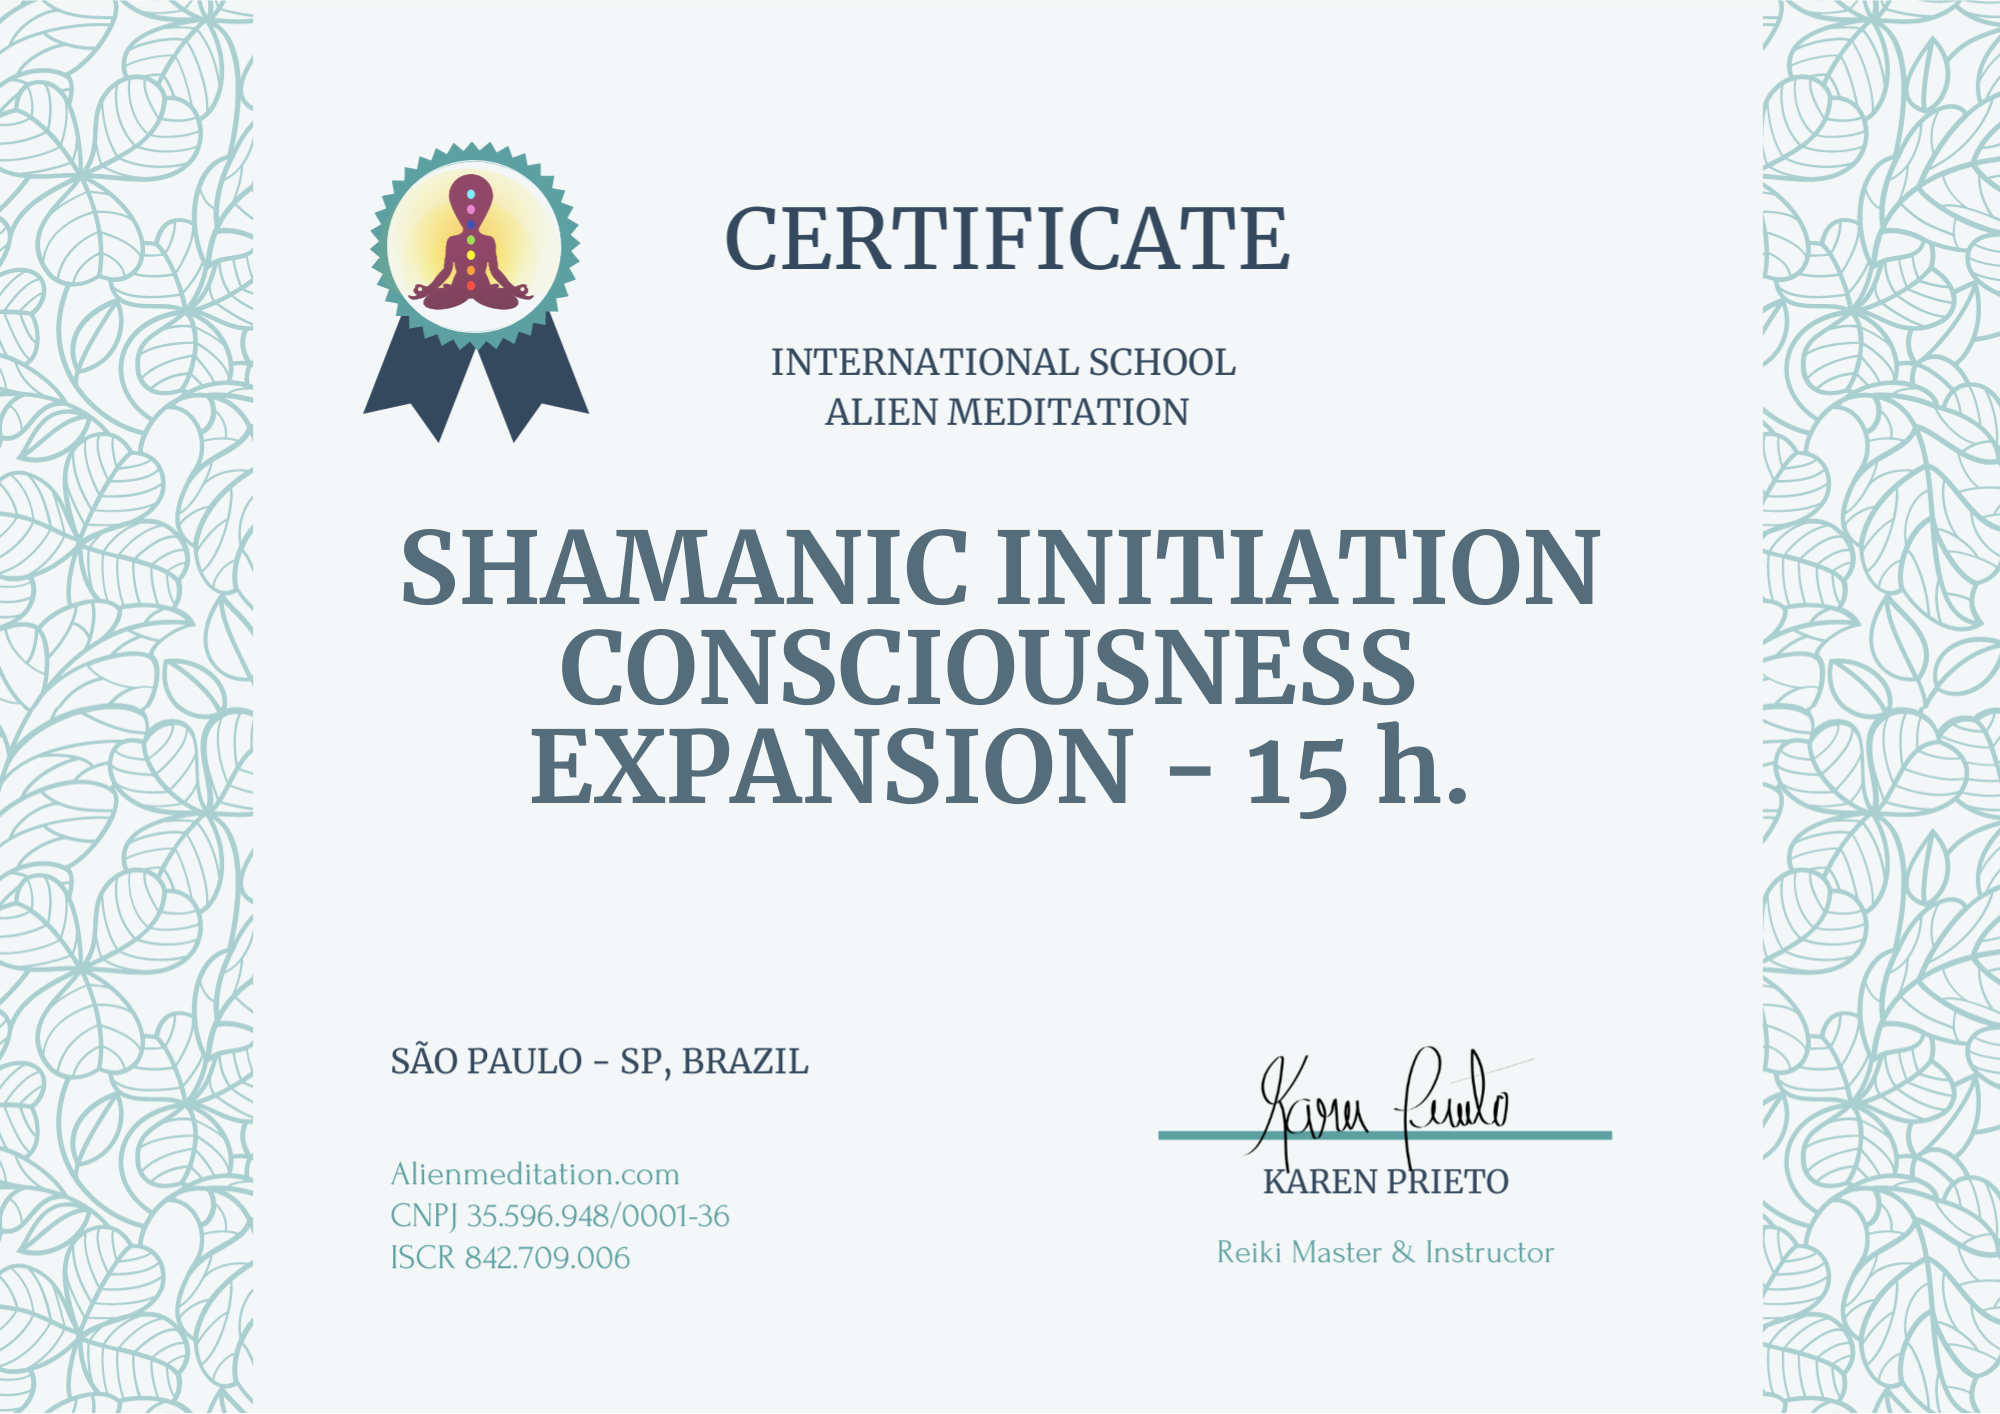 CERTIFICATE
INTERNATIONAL SCHOOL
ALIEN MEDITATION
SHAMANIC INITIATION
CONSCIOUSNESS
EXPANSION - 15 h.
SÃO PAULO - SP, BRAZIL
Alienmeditation.com
CNPJ 35.596.948/0001-36
ISCR 842.709.006
Karen Prieto
KAREN PRIETO
Reiki Master & Instructor